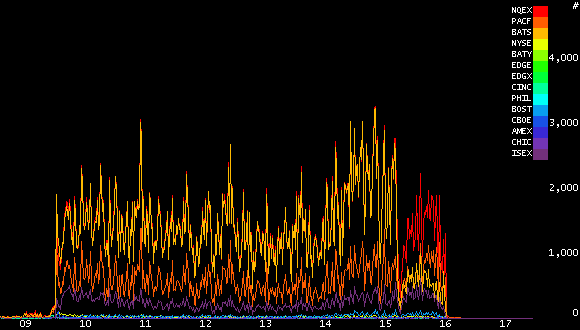 NQEX #
PACF
BATS
NYSE
BATY 4,000
EDGE
EDGX
CINC
PHIL
BOST
CBOE 3,000
AMEX
CHIC
ISEX
2,000
1,000
0
09 10 11 12 13 14 15 16 17